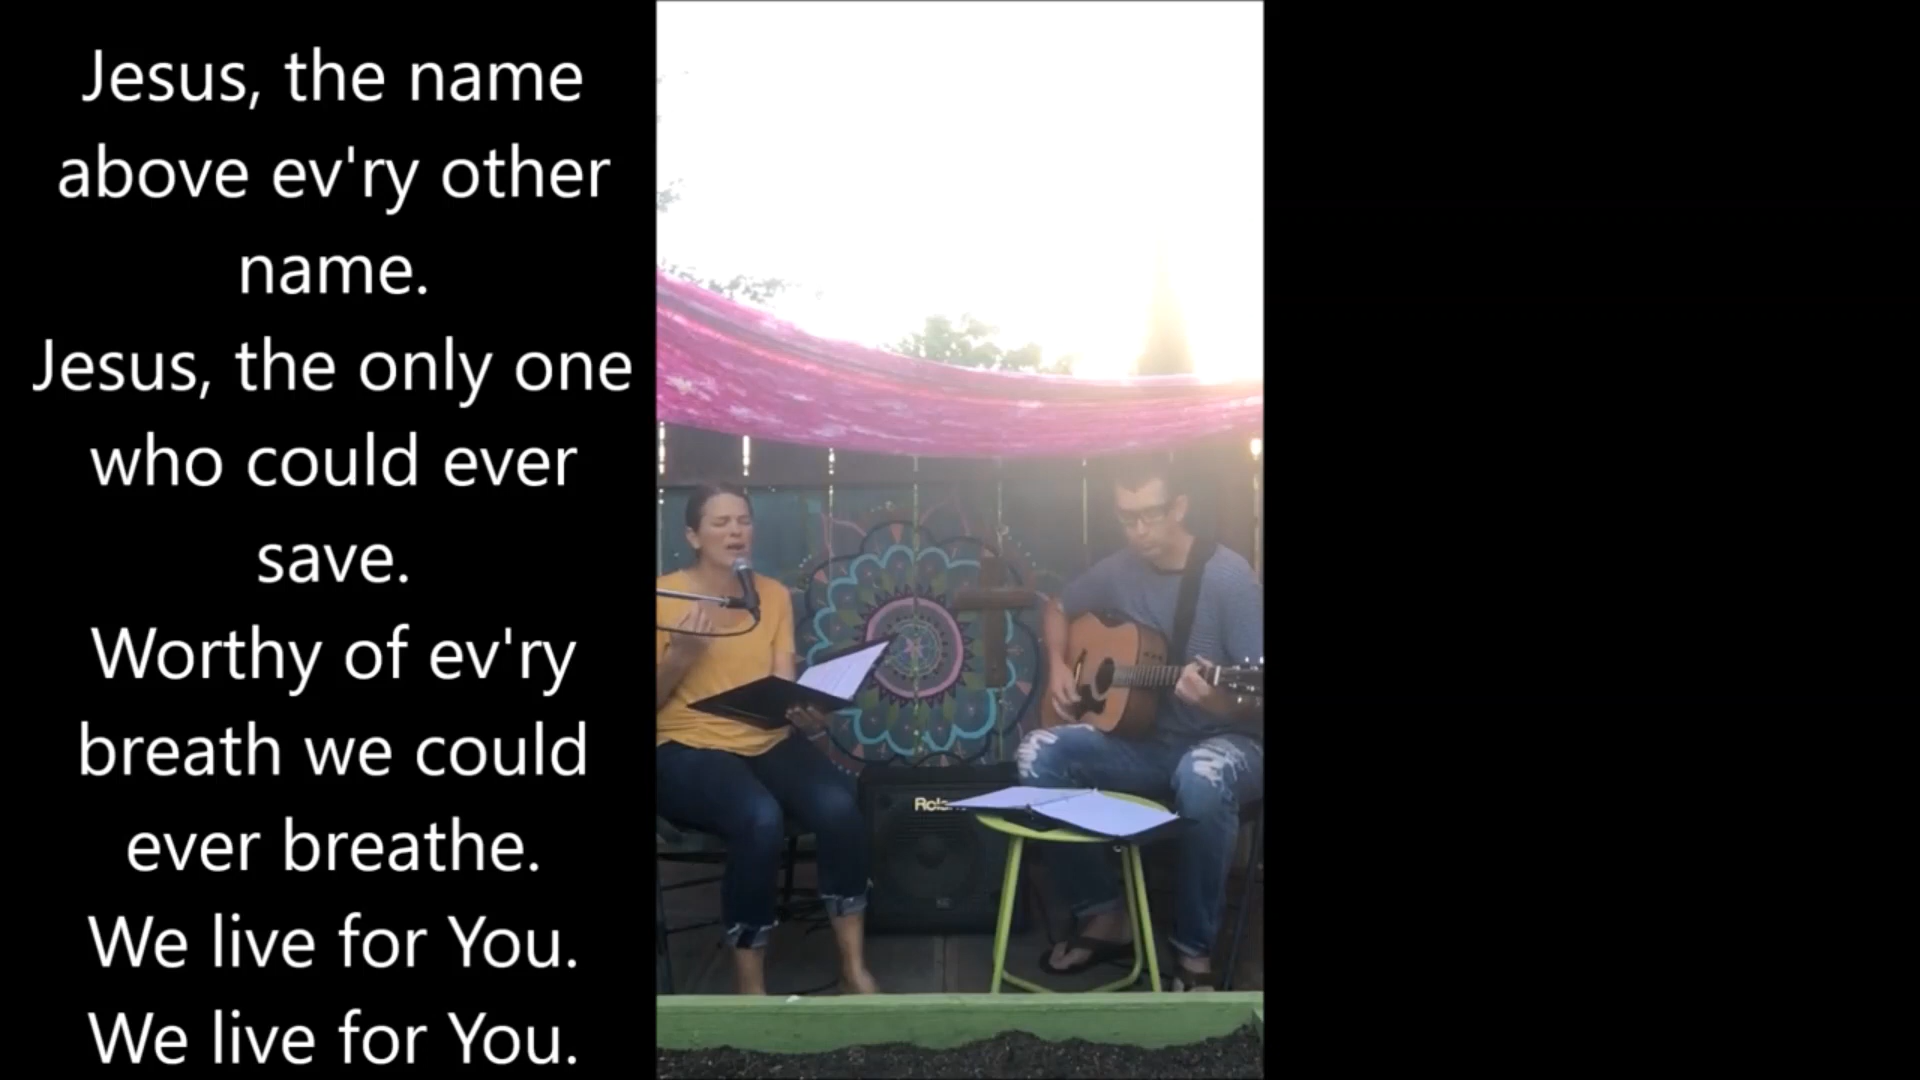 Jesus, the name
above ev'ry other
name.
Jesus, the only one
who could ever
save.
Worthy of ev'ry
breath we could
ever breathe.
We live for You.
We live for You.